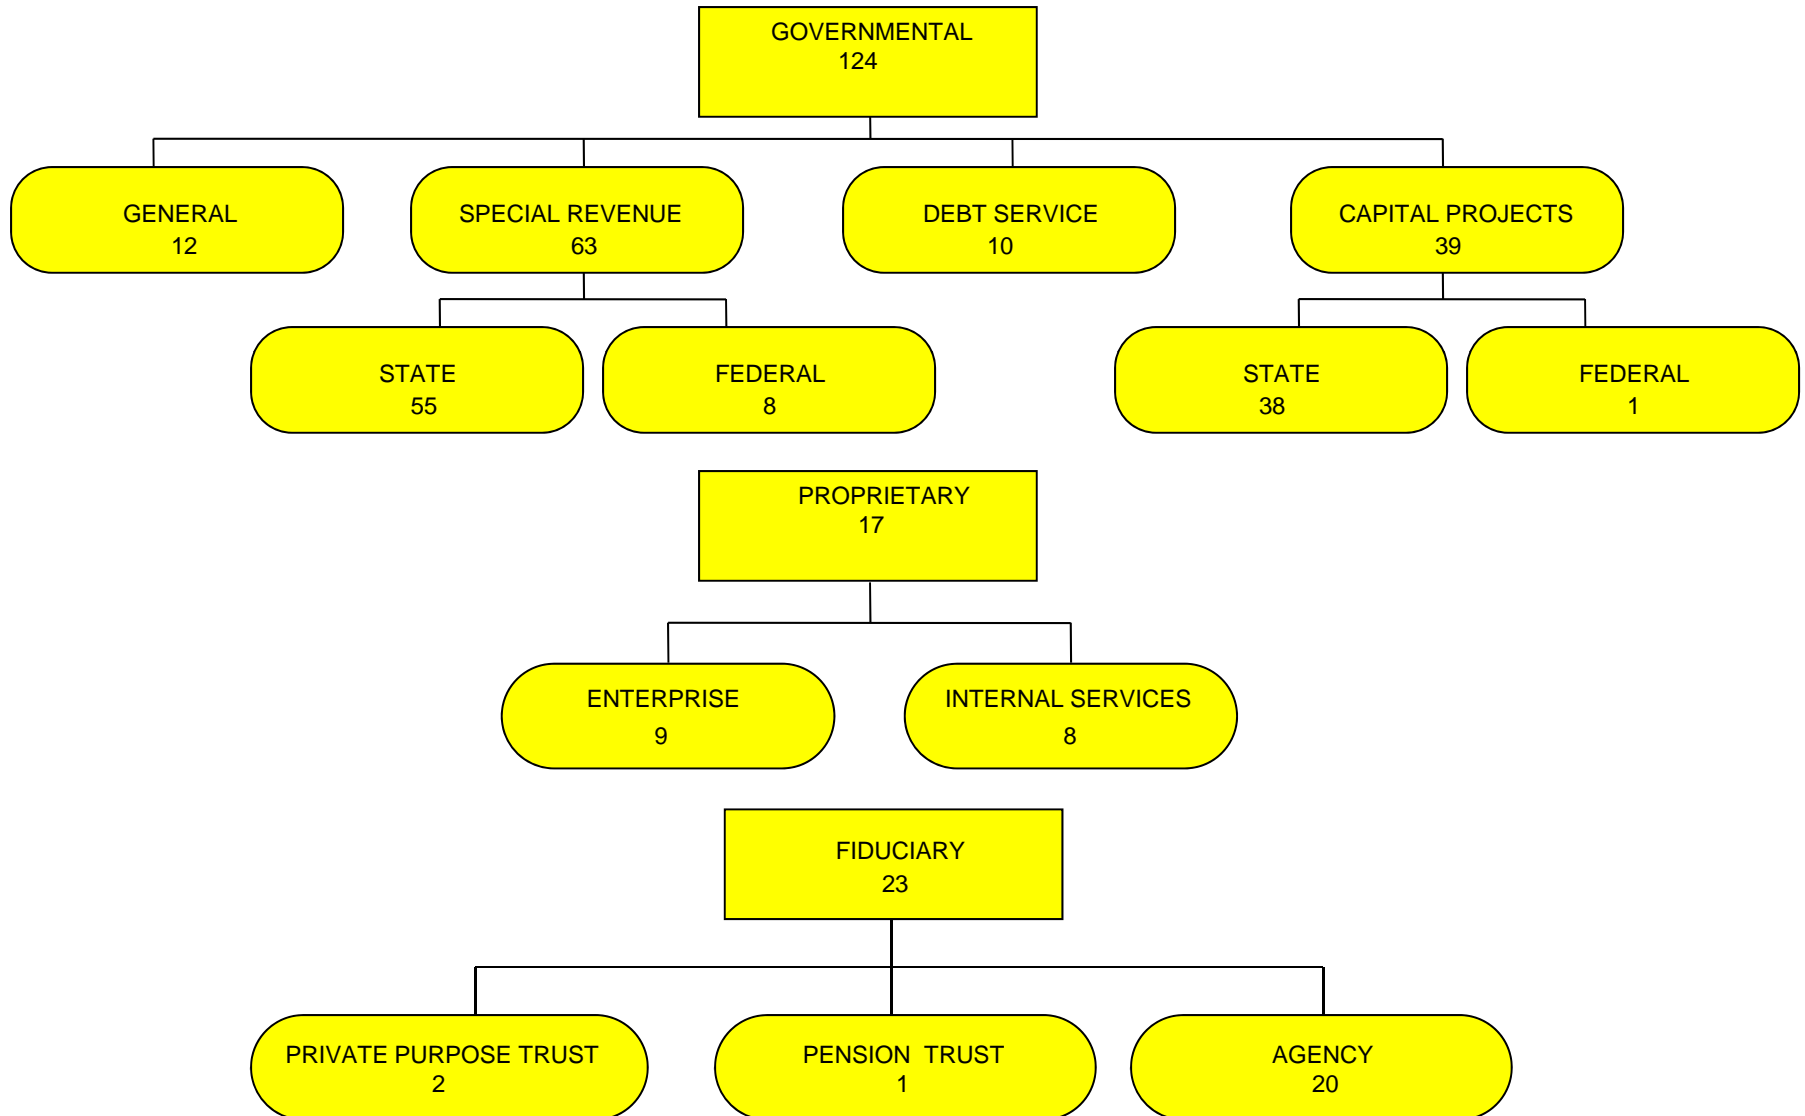 GOVERNMENTAL
124
GENERAL
12
SPECIAL REVENUE
63
DEBT SERVICE
10
CAPITAL PROJECTS
39
STATE
55
FEDERAL
8
STATE
38
FEDERAL
1
PROPRIETARY
17
ENTERPRISE
9
INTERNAL SERVICES
8
FIDUCIARY
23
PRIVATE PURPOSE TRUST
2
PENSION TRUST
1
AGENCY
20